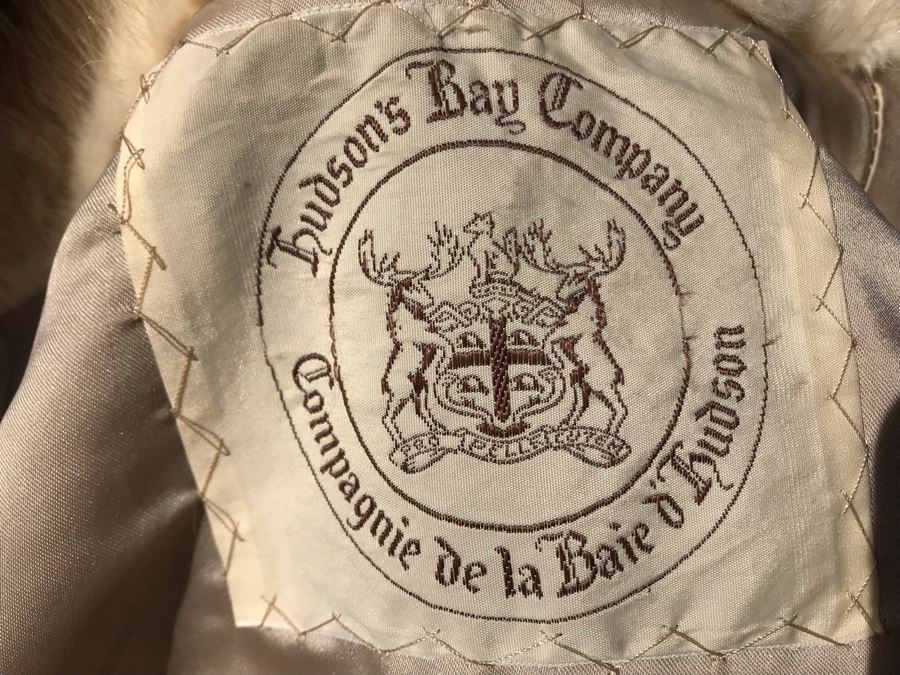 Hudson's Bay Company
Compagnie de la Baie d'Hudson